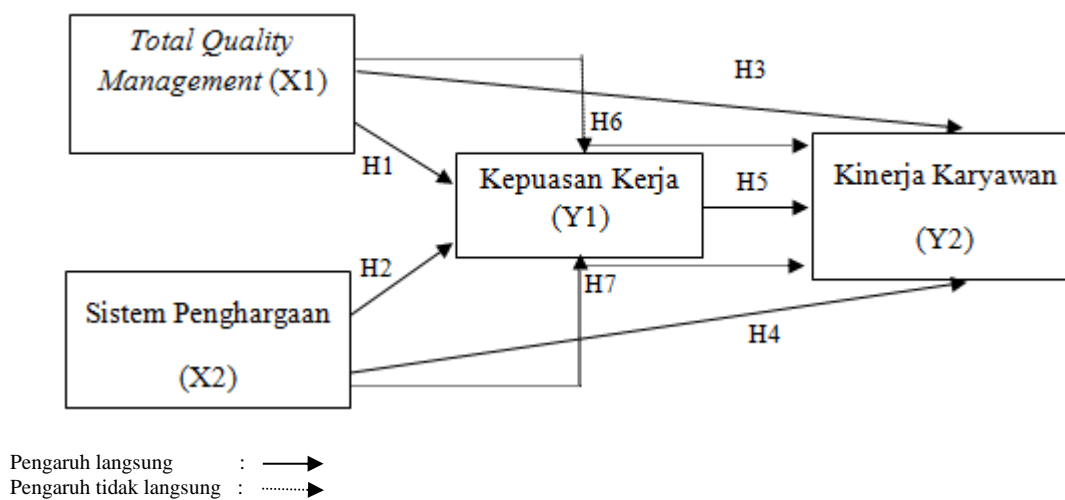 Total Quality
Management (X1)
H3
H6
H1
Kepuasan Kerja
(Y1)
H5
Kinerja Karyawan
(Y2)
H2
H7
Sistem Penghargaan
(X2)
H4
Pengaruh langsung :
Pengaruh tidak langsung :